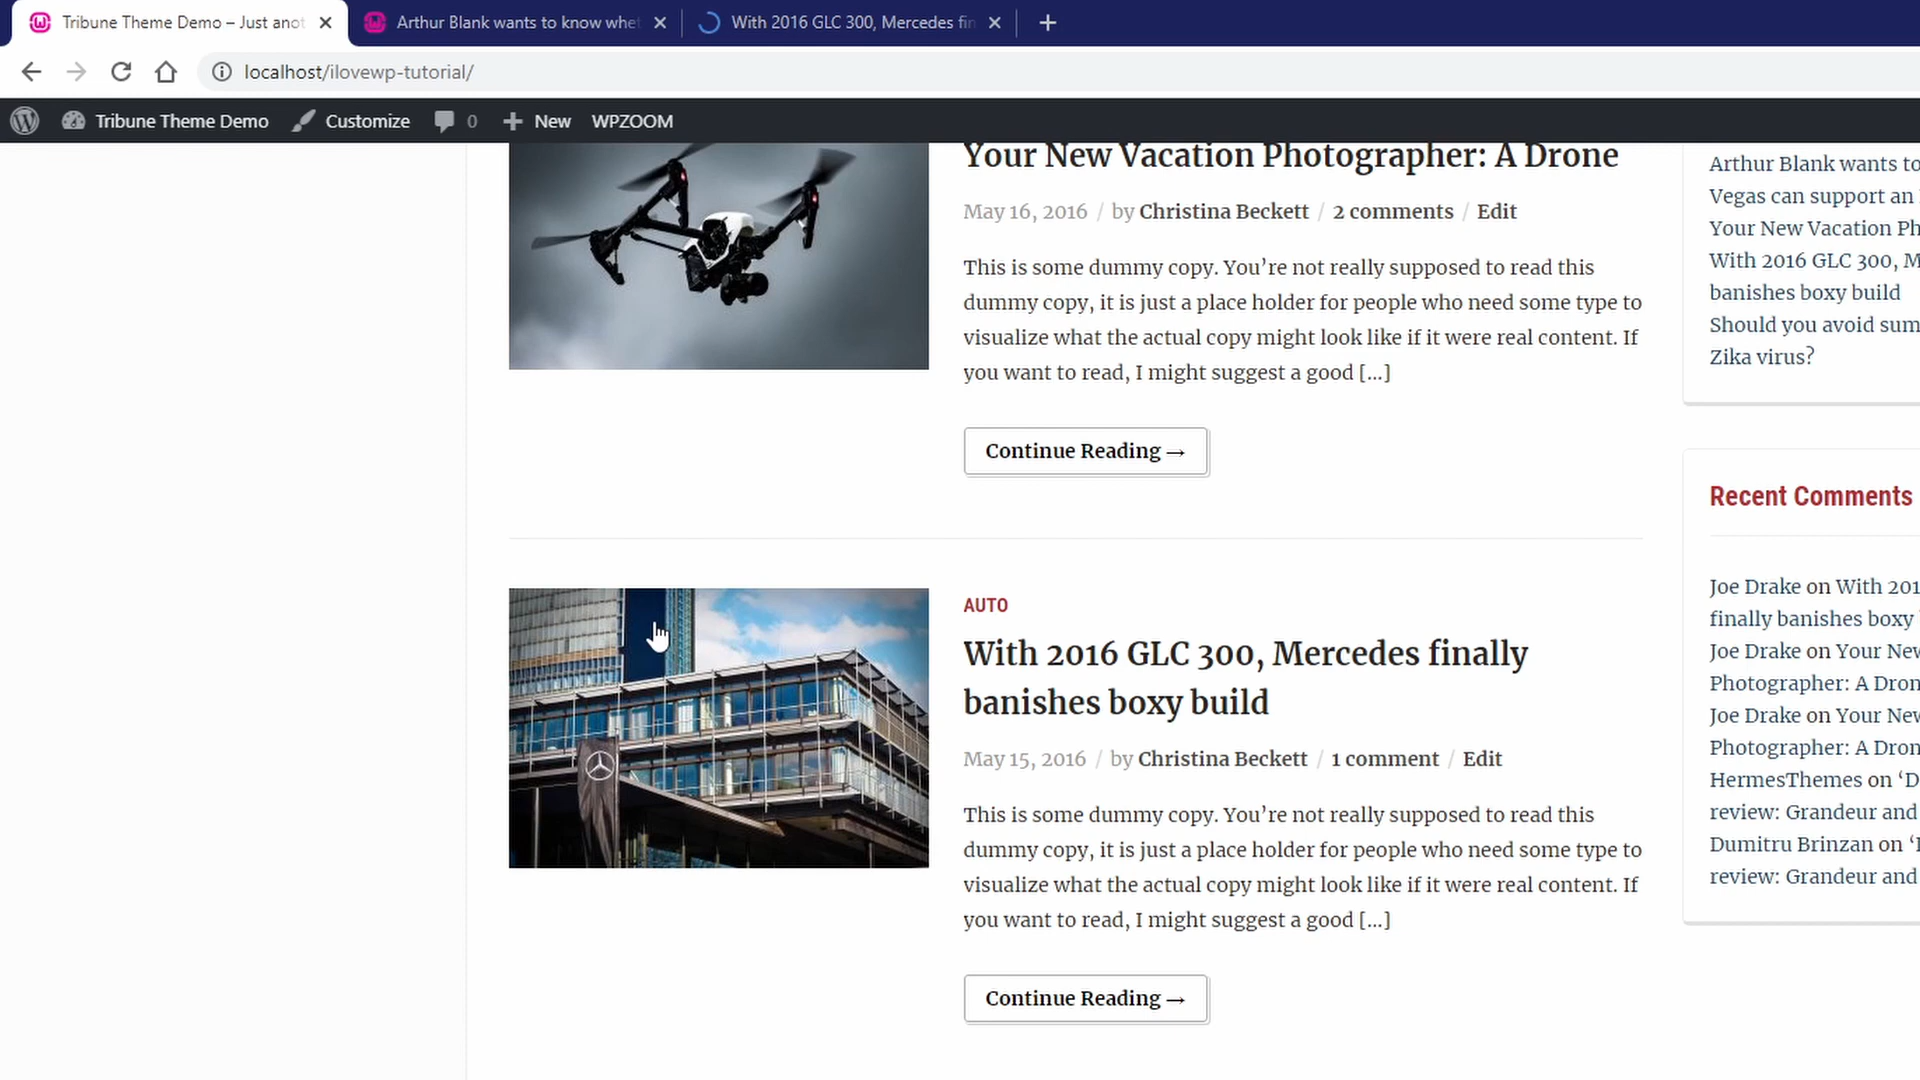 Tribune Theme Demo – Just anot
Arthur Blank wants to know whet
With 2016 GLC 300, Mercedes fin
localhost/ilovewp-tutorial/
Tribune Theme Demo Customize 0 New WPZOOM
Your New Vacation Photographer: A Drone
May 16, 2016 / by Christina Beckett / 2 comments / Edit
This is some dummy copy. You’re not really supposed to read this
dummy copy, it is just a place holder for people who need some type to
visualize what the actual copy might look like if it were real content. If
you want to read, I might suggest a good [...]
Continue Reading →
AUTO
With 2016 GLC 300, Mercedes finally
banishes boxy build
May 15, 2016 / by Christina Beckett / 1 comment / Edit
This is some dummy copy. You’re not really supposed to read this
dummy copy, it is just a place holder for people who need some type to
visualize what the actual copy might look like if it were real content. If
you want to read, I might suggest a good [...]
Continue Reading →
Arthur Blank wants to
Vegas can support an
Your New Vacation Ph
With 2016 GLC 300, M
banishes boxy build
Should you avoid sum
Zika virus?
Recent Comments
Joe Drake on With 201
finally banishes boxy
Joe Drake on Your New
Photographer: A Dron
Joe Drake on Your New
Photographer: A Dron
HermesThemes on ‘D
review: Grandeur and
Dumitru Brinzan on ‘D
review: Grandeur and